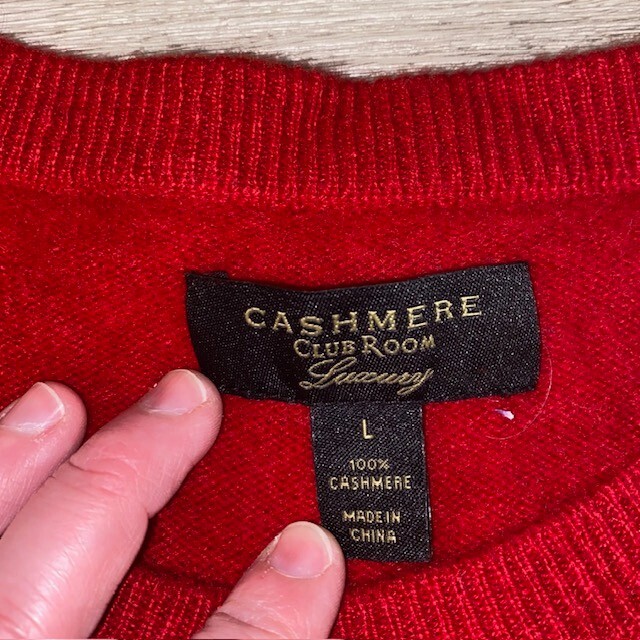 CASHMERE
CLUB ROOM
Luxury
L
100%
CASHMERE
MADE IN
CHINA